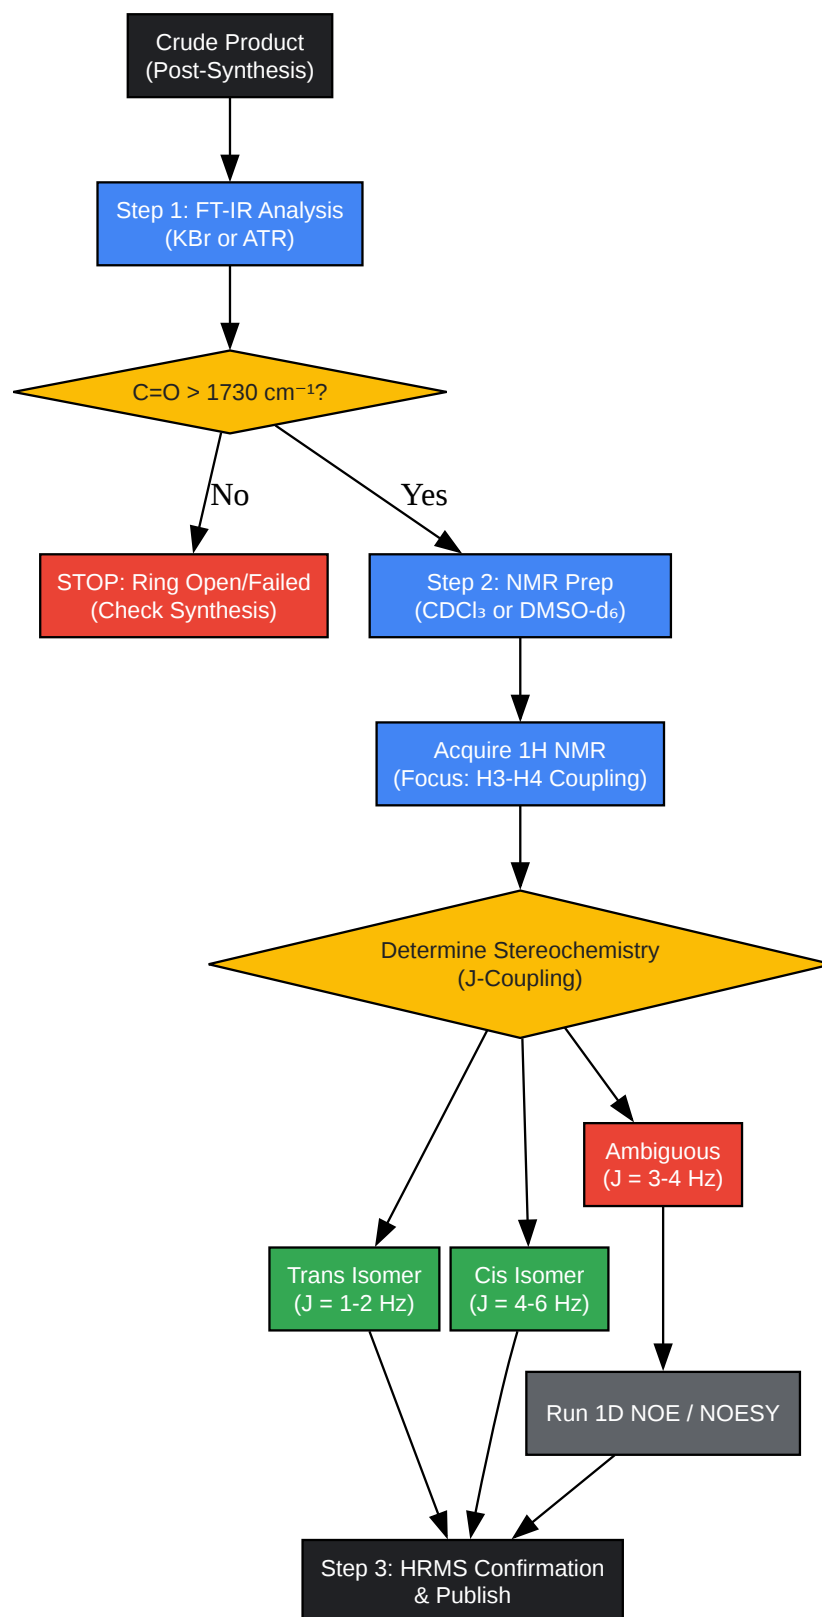 Crude Product
(Post-Synthesis)
Step 1: FT-IR Analysis
(KBr or ATR)
C=O > 1730 cm⁻¹?
No
Yes
STOP: Ring Open/Failed
(Check Synthesis)
Step 2: NMR Prep
(CDCl₃ or DMSO-d₆)
Acquire 1H NMR
(Focus: H3-H4 Coupling)
Determine Stereochemistry
(J-Coupling)
Ambiguous
(J = 3-4 Hz)
Trans Isomer
(J = 1-2 Hz)
Cis Isomer
(J = 4-6 Hz)
Run 1D NOE / NOESY
Step 3: HRMS Confirmation
& Publish